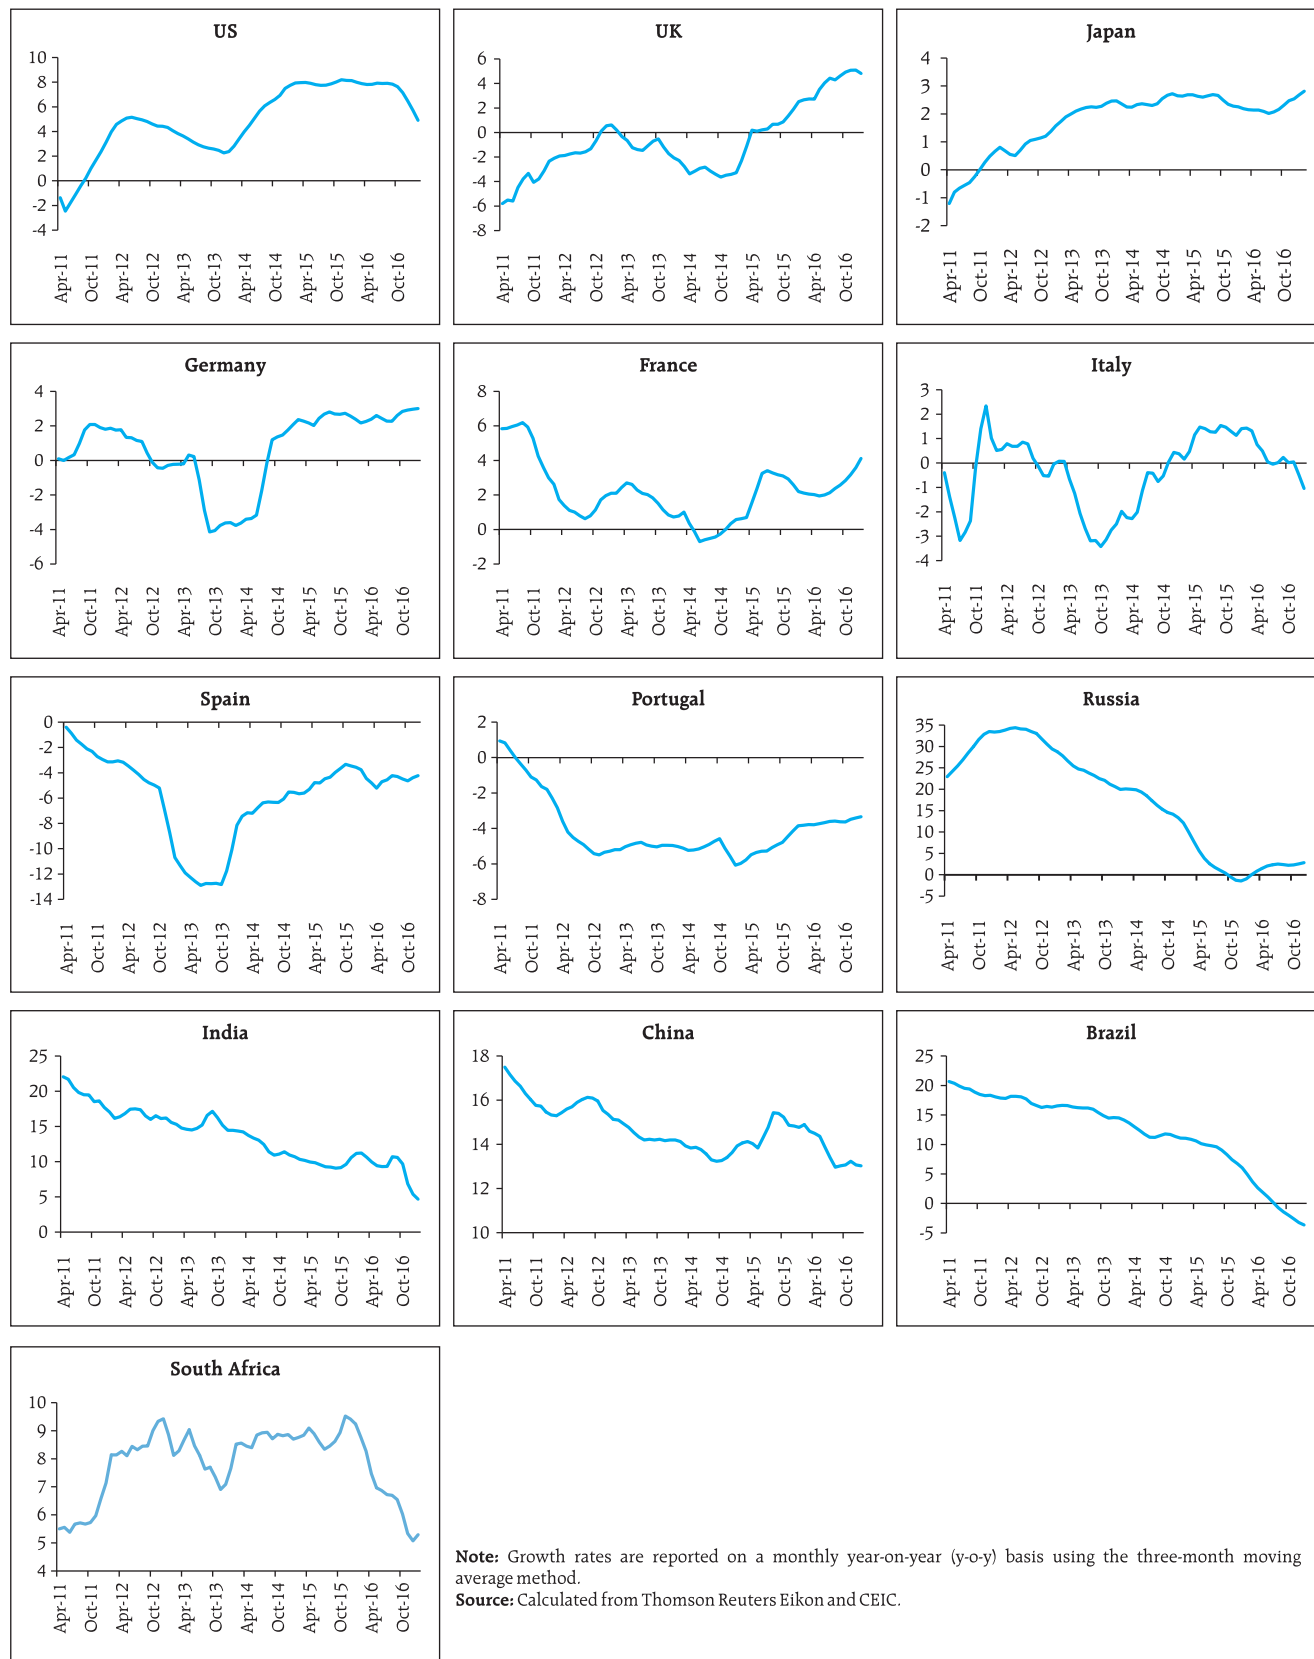 US
10
8
6
4
2
0
-2
-4
Apr-11
Oct-11
Apr-12
Oct-12
Apr-13
Oct-13
Apr-14
Oct-14
Apr-15
Oct-15
Apr-16
Oct-16
UK
6
4
2
0
-2
-4
-6
-8
Apr-11
Oct-11
Apr-12
Oct-12
Apr-13
Oct-13
Apr-14
Oct-14
Apr-15
Oct-15
Apr-16
Oct-16
Japan
4
3
2
1
0
-1
-2
Apr-11
Oct-11
Apr-12
Oct-12
Apr-13
Oct-13
Apr-14
Oct-14
Apr-15
Oct-15
Apr-16
Oct-16
Germany
4
2
0
-2
-4
-6
Apr-11
Oct-11
Apr-12
Oct-12
Apr-13
Oct-13
Apr-14
Oct-14
Apr-15
Oct-15
Apr-16
Oct-16
France
8
6
4
2
0
-2
Apr-11
Oct-11
Apr-12
Oct-12
Apr-13
Oct-13
Apr-14
Oct-14
Apr-15
Oct-15
Apr-16
Oct-16
Italy
3
2
1
0
-1
-2
-3
-4
Apr-11
Oct-11
Apr-12
Oct-12
Apr-13
Oct-13
Apr-14
Oct-14
Apr-15
Oct-15
Apr-16
Oct-16
Spain
0
-2
-4
-6
-8
-10
-12
-14
Apr-11
Oct-11
Apr-12
Oct-12
Apr-13
Oct-13
Apr-14
Oct-14
Apr-15
Oct-15
Apr-16
Oct-16
Portugal
2
0
-2
-4
-6
-8
Apr-11
Oct-11
Apr-12
Oct-12
Apr-13
Oct-13
Apr-14
Oct-14
Apr-15
Oct-15
Apr-16
Oct-16
Russia
35
30
25
20
15
10
5
0
-5
Apr-11
Oct-11
Apr-12
Oct-12
Apr-13
Oct-13
Apr-14
Oct-14
Apr-15
Oct-15
Apr-16
Oct-16
India
25
20
15
10
5
0
Apr-11
Oct-11
Apr-12
Oct-12
Apr-13
Oct-13
Apr-14
Oct-14
Apr-15
Oct-15
Apr-16
Oct-16
China
18
16
14
12
10
Apr-11
Oct-11
Apr-12
Oct-12
Apr-13
Oct-13
Apr-14
Oct-14
Apr-15
Oct-15
Apr-16
Oct-16
Brazil
25
20
15
10
5
0
-5
Apr-11
Oct-11
Apr-12
Oct-12
Apr-13
Oct-13
Apr-14
Oct-14
Apr-15
Oct-15
Apr-16
Oct-16
South Africa
10
9
8
7
6
5
4
Apr-11
Oct-11
Apr-12
Oct-12
Apr-13
Oct-13
Apr-14
Oct-14
Apr-15
Oct-15
Apr-16
Oct-16
Note: Growth rates are reported on a monthly year-on-year (y-o-y) basis using the three-month moving
average method.
Source: Calculated from Thomson Reuters Eikon and CEIC.